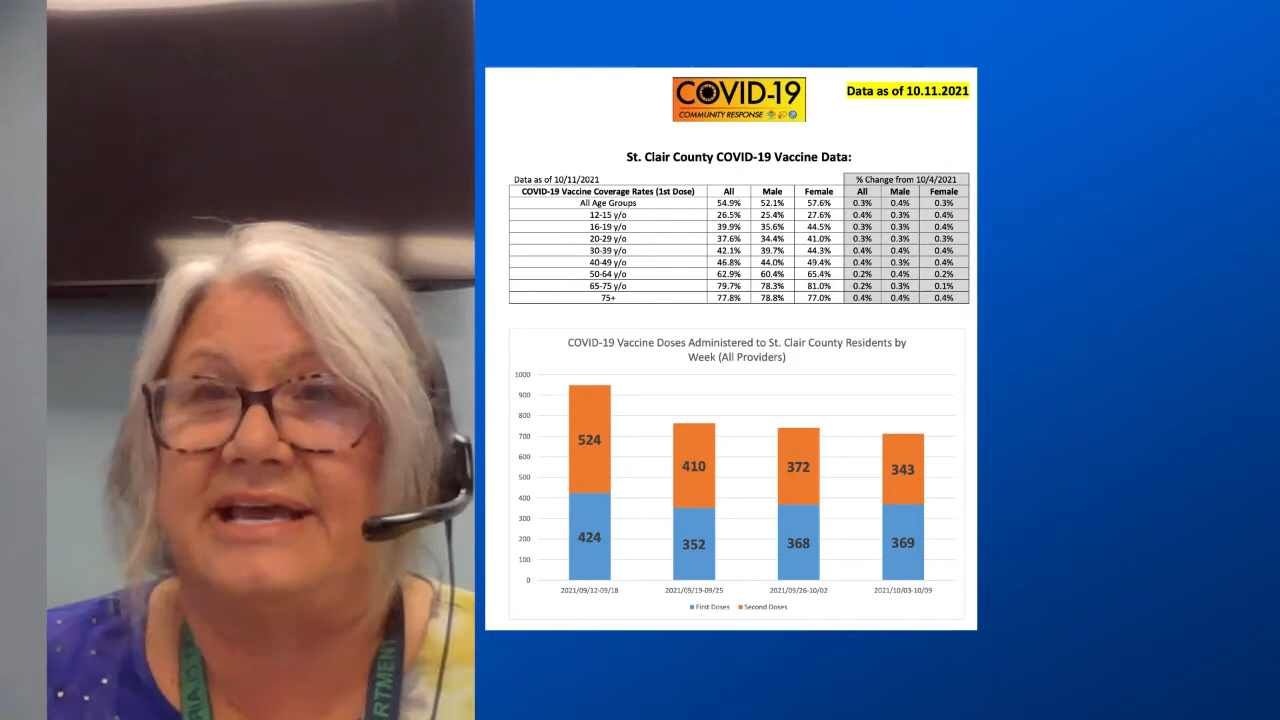 COVID-19
COMMUNITY RESPONSE
Data as of 10.11.2021
St. Clair County COVID-19 Vaccine Data:
Data as of 10/11/2021 % Change from 10/4/2021
COVID-19 Vaccine Coverage Rates (1st Dose) All Male Female All Male Female
All Age Groups 54.9% 52.1% 57.6% 0.3% 0.4% 0.3%
12-15 y/o 26.5% 25.4% 27.6% 0.4% 0.3% 0.4%
16-19 y/o 39.9% 35.6% 44.5% 0.3% 0.3% 0.4%
20-29 y/o 37.6% 34.4% 41.0% 0.3% 0.3% 0.3%
30-39 y/o 42.1% 39.7% 44.3% 0.4% 0.4% 0.4%
40-49 y/o 46.8% 44.0% 49.4% 0.4% 0.3% 0.4%
50-64 y/o 62.9% 60.4% 65.4% 0.2% 0.4% 0.2%
65-75 y/o 79.7% 78.3% 81.0% 0.2% 0.3% 0.1%
75+ 77.8% 78.8% 77.0% 0.4% 0.4% 0.4%
COVID-19 Vaccine Doses Administered to St. Clair County Residents by
Week (All Providers)
1000
900
800
700
600
500
400
300
200
100
0
524 410 372 343
424 352 368 369
2021/09/12-09/18 2021/09/19-09/25 2021/09/26-10/02 2021/10/03-10/09
First Doses Second Doses
RTMENT